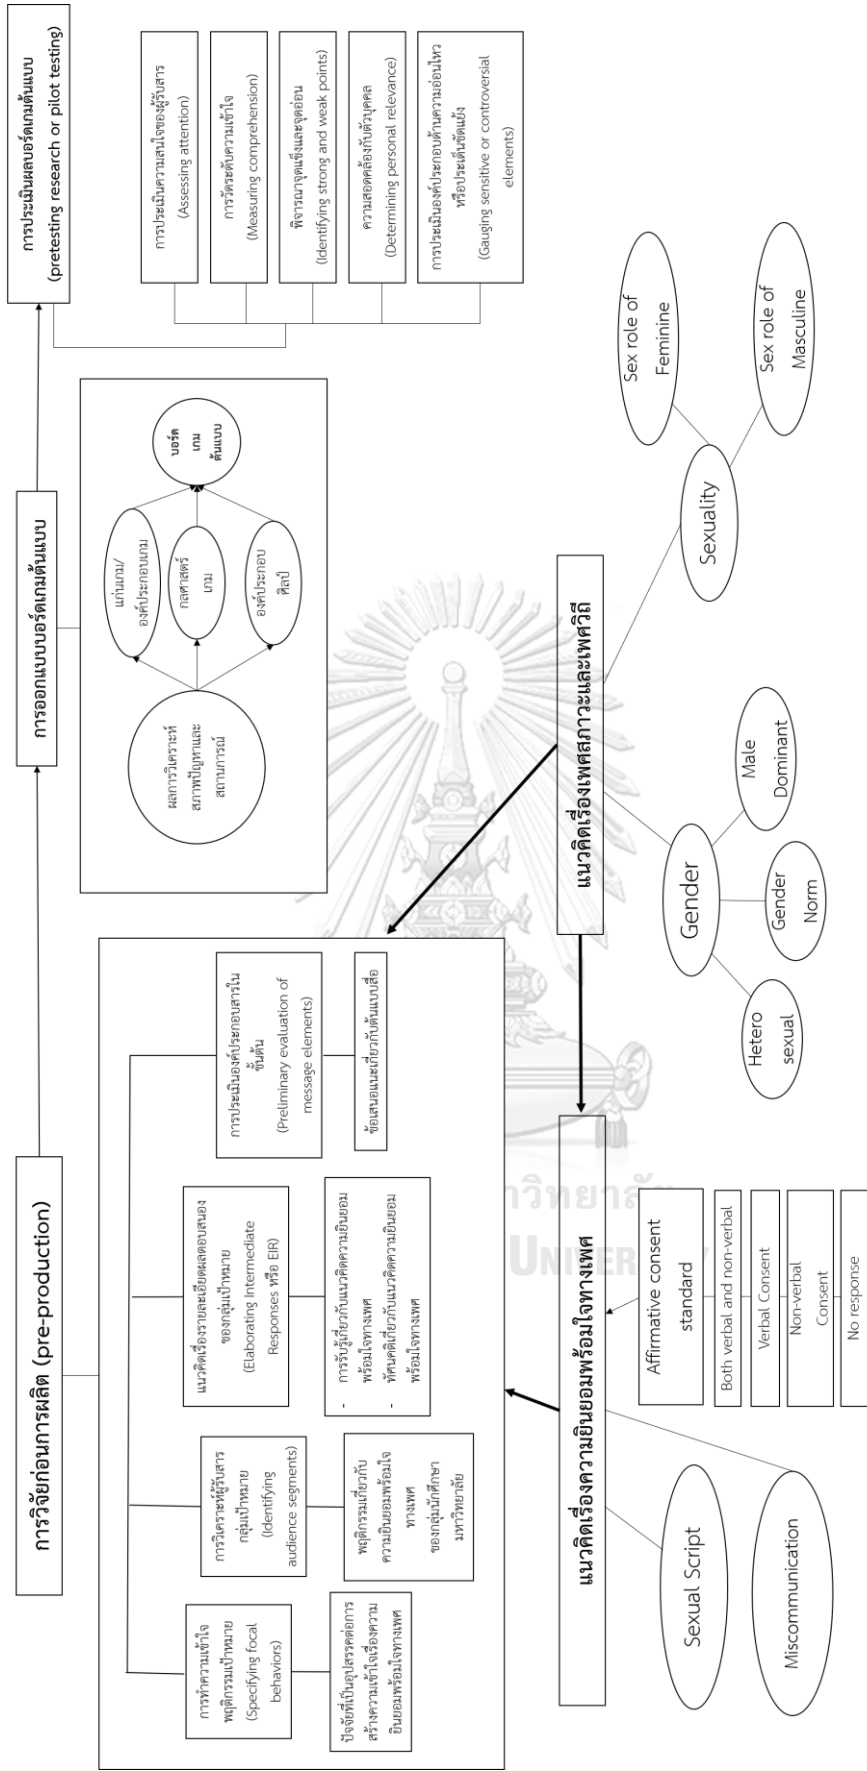 การวิจัยก่อนการผลิต (pre-production)
การออกแบบบอร์ดเกมต้นแบบ
การประเมินผลบอร์ดเกมต้นแบบ
(pretesting research or pilot testing)
การทำความเข้าใจ
พฤติกรรมเป้าหมาย
(Specifying focal
behaviors)
ปัจจัยที่เป็นอุปสรรคต่อการ
สร้างความเข้าใจเรื่องความ
ยินยอมพร้อมใจทางเพศ
การวิเคราะห์ผู้รับสาร
กลุ่มเป้าหมาย
(Identifying
audience segments)
พฤติกรรมเกี่ยวกับ
ความยินยอมพร้อมใจ
ทางเพศ
ของกลุ่มนักศึกษา
มหาวิทยาลัย
แนวคิดเรื่องรายละเอียดผลตอบสนอง
ของกลุ่มเป้าหมาย
(Elaborating Intermediate
Responses หรือ EIR)
- การรับรู้เกี่ยวกับแนวคิดความยินยอม
พร้อมใจทางเพศ
- ทัศนคติเกี่ยวกับแนวคิดความยินยอม
พร้อมใจทางเพศ
การประเมินองค์ประกอบสารใน
ขั้นต้น
(Preliminary evaluation of
message elements)
ข้อเสนอแนะเกี่ยวกับต้นแบบสื่อ
ผลการวิเคราะห์
สภาพปัญหาและ
สถานการณ์
แก่นเกม/
องค์ประกอบเกม
กลศาสตร์
เกม
องค์ประกอบ
ศิลป์
บอร์ด
เกม
ต้นแบบ
การประเมินความสนใจของผู้รับสาร
(Assessing attention)
การวัดระดับความเข้าใจ
(Measuring comprehension)
พิจารณาจุดแข็งและจุดอ่อน
(Identifying strong and weak points)
ความสอดคล้องกับตัวบุคคล
(Determining personal relevance)
การประเมินองค์ประกอบด้านความอ่อนไหว
หรือประเด็นขัดแย้ง
(Gauging sensitive or controversial
elements)
แนวคิดเรื่องความยินยอมพร้อมใจทางเพศ
แนวคิดเรื่องเพศสภาวะและเพศวิถี
Sexual Script
Miscommunication
Affirmative consent
standard
Both verbal and non-verbal
Verbal Consent
Non-verbal
Consent
No response
Gender
Hetero
sexual
Gender
Norm
Male
Dominant
Sexuality
Sex role of
Feminine
Sex role of
Masculine
UNIVERSITY